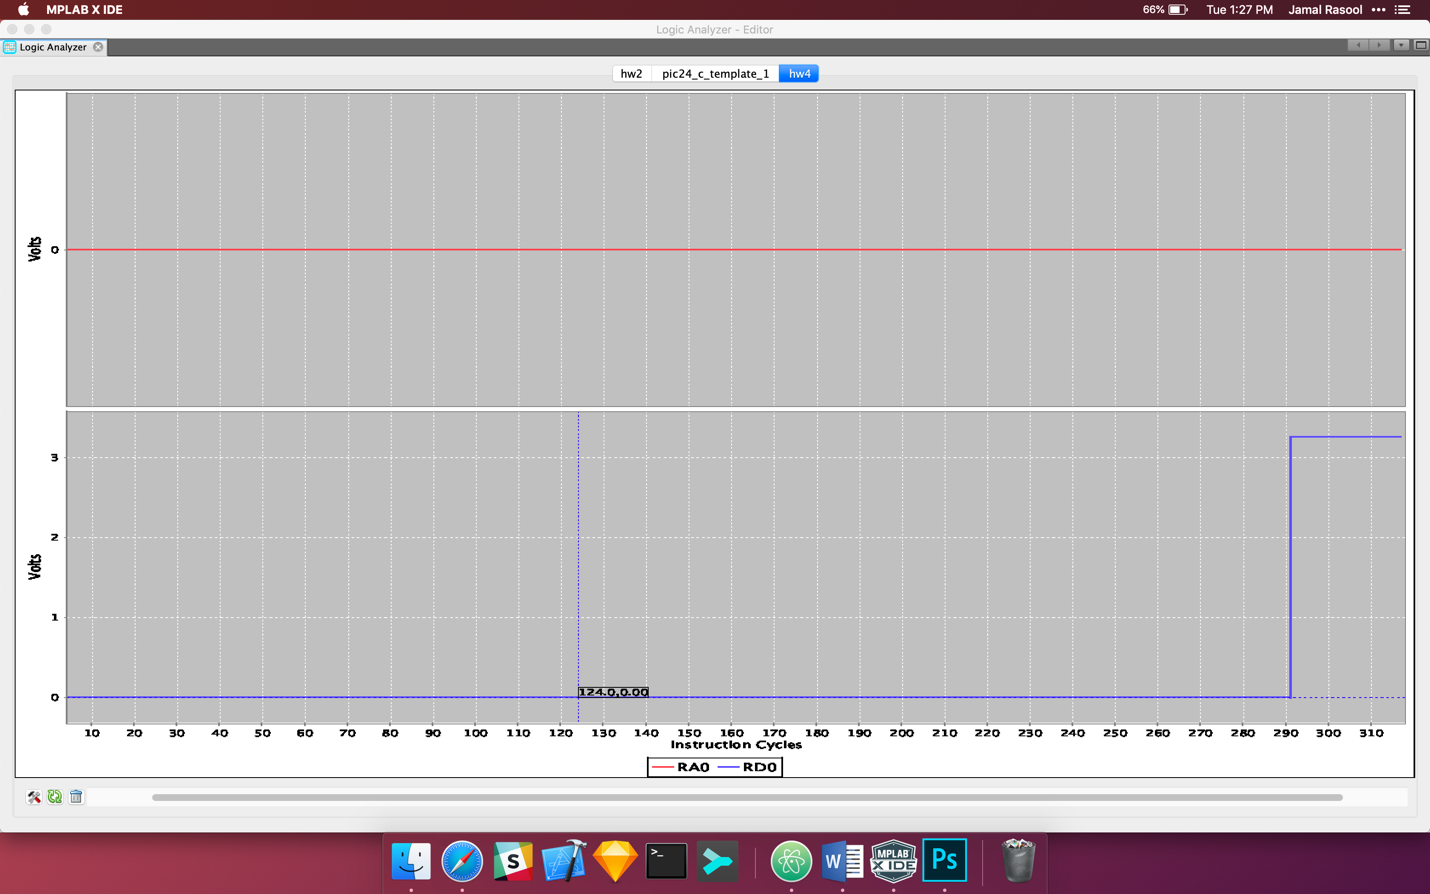 MPLAB X IDE 66% Tue 1:27 PM Jamal Rasool
Logic Analyzer - Editor
Logic Analyzer
hw2 pic24_c_template_1 hw4
Volts
0
3
2
Volts
1
124.0,0.00
0
10 20 30 40 50 60 70 80 90 100 110 120 130 140 150 160 170 180 190 200 210 220 230 240 250 260 270 280 290 300 310
Instruction Cycles
RA0 RD0
S >_ W MPLAB X IDE Ps